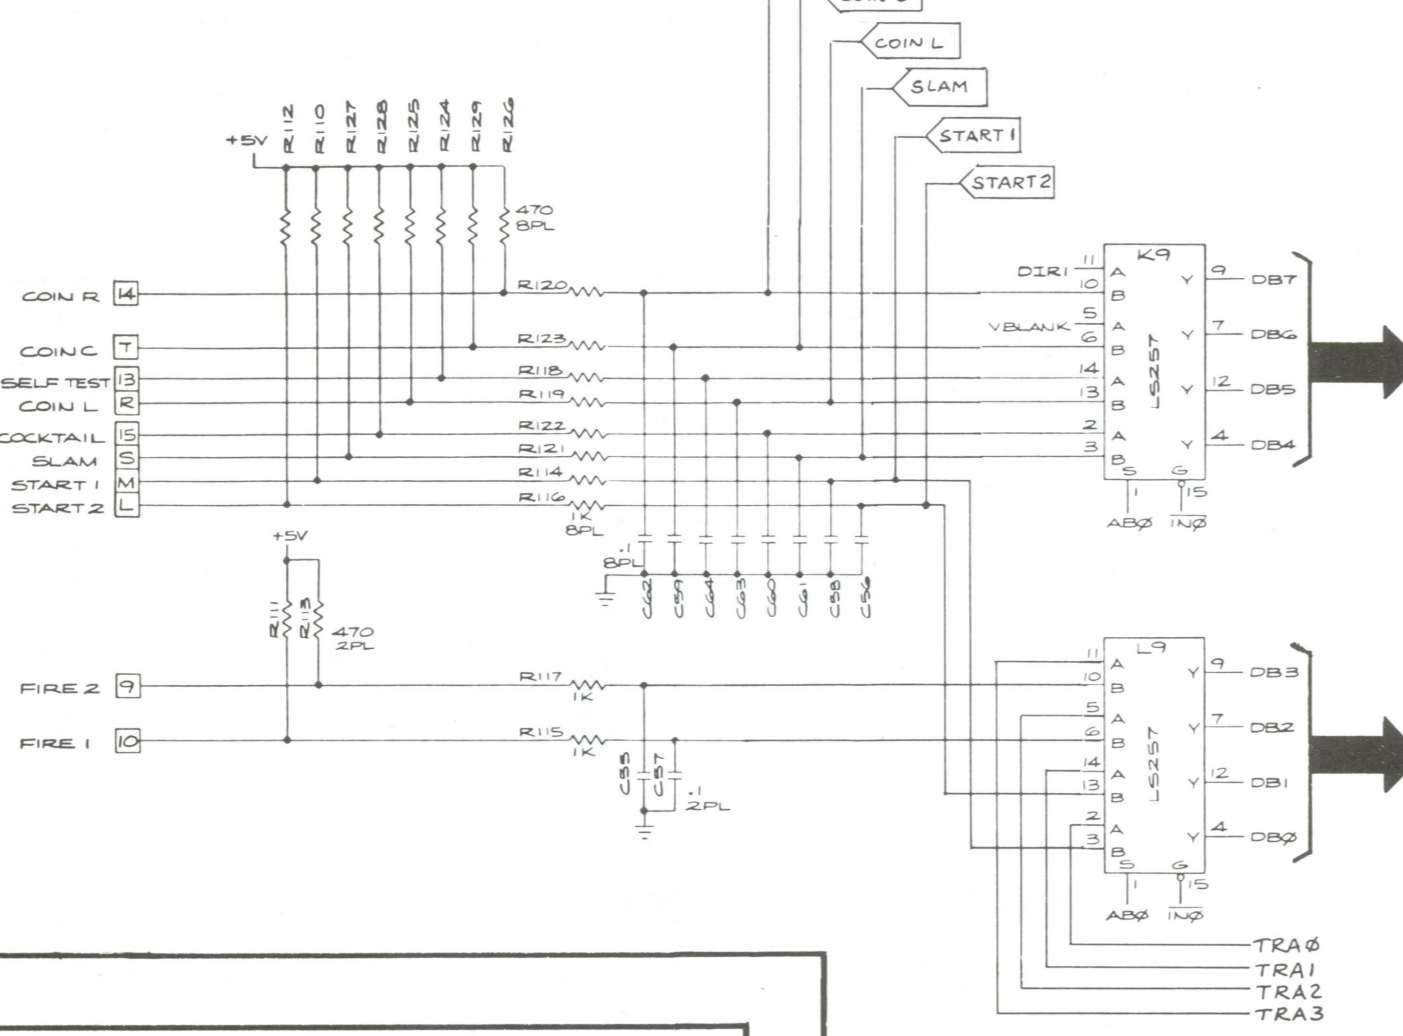 COIN L
SLAM
START 1
START 2
+5V
R112
R110
R127
R128
R125
R124
R129
R126
470
8PL
COIN R 14
R120
COIN C T
R123
SELF TEST 13
R118
COIN L R
R119
COCKTAIL 15
R122
SLAM S
R121
START 1 M
R114
START 2 L
R116
1K
8PL
.1
8PL
C62
C59
C64
C63
C60
C61
C58
C56
DIR1 11 A
10 B
VBLANK 5 A
6 B
14 A
13 B
2 A
3 B
K9
LS257
Y 9 DB7
Y 7 DB6
Y 12 DB5
Y 4 DB4
S G
1 15
ABØ INØ
+5V
R111
R113
470
2PL
FIRE 2 9
R117
1K
FIRE 1 10
R115
1K
C55
C57
.1
2PL
11 A
10 B
5 A
6 B
14 A
13 B
2 A
3 B
L9
LS257
Y 9 DB3
Y 7 DB2
Y 12 DB1
Y 4 DBØ
S G
1 15
ABØ INØ
TRAØ
TRA1
TRA2
TRA3